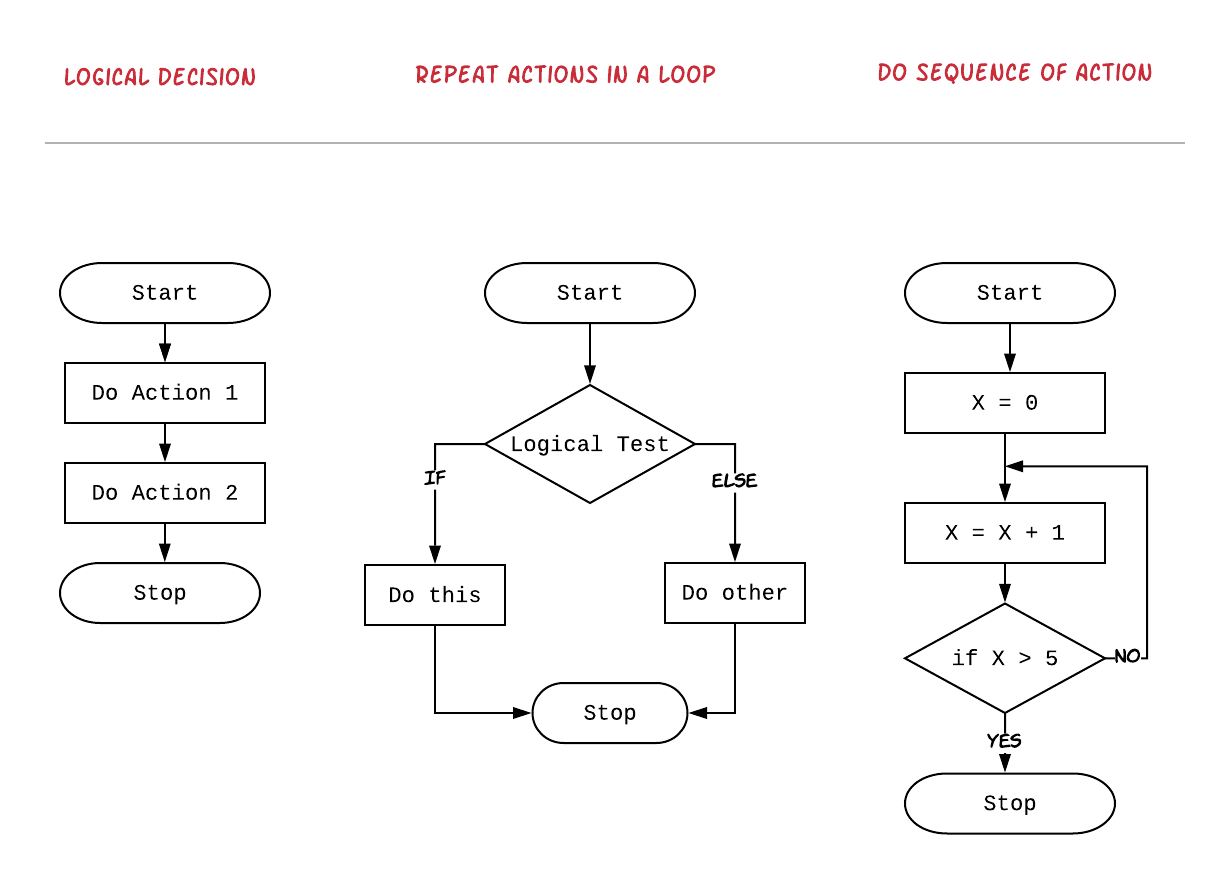 LOGICAL DECISION
REPEAT ACTIONS IN A LOOP
DO SEQUENCE OF ACTION
Start
Do Action 1
Do Action 2
Stop
Start
Logical Test
IF
ELSE
Do this
Do other
Stop
Start
X = 0
X = X + 1
if X > 5
NO
YES
Stop